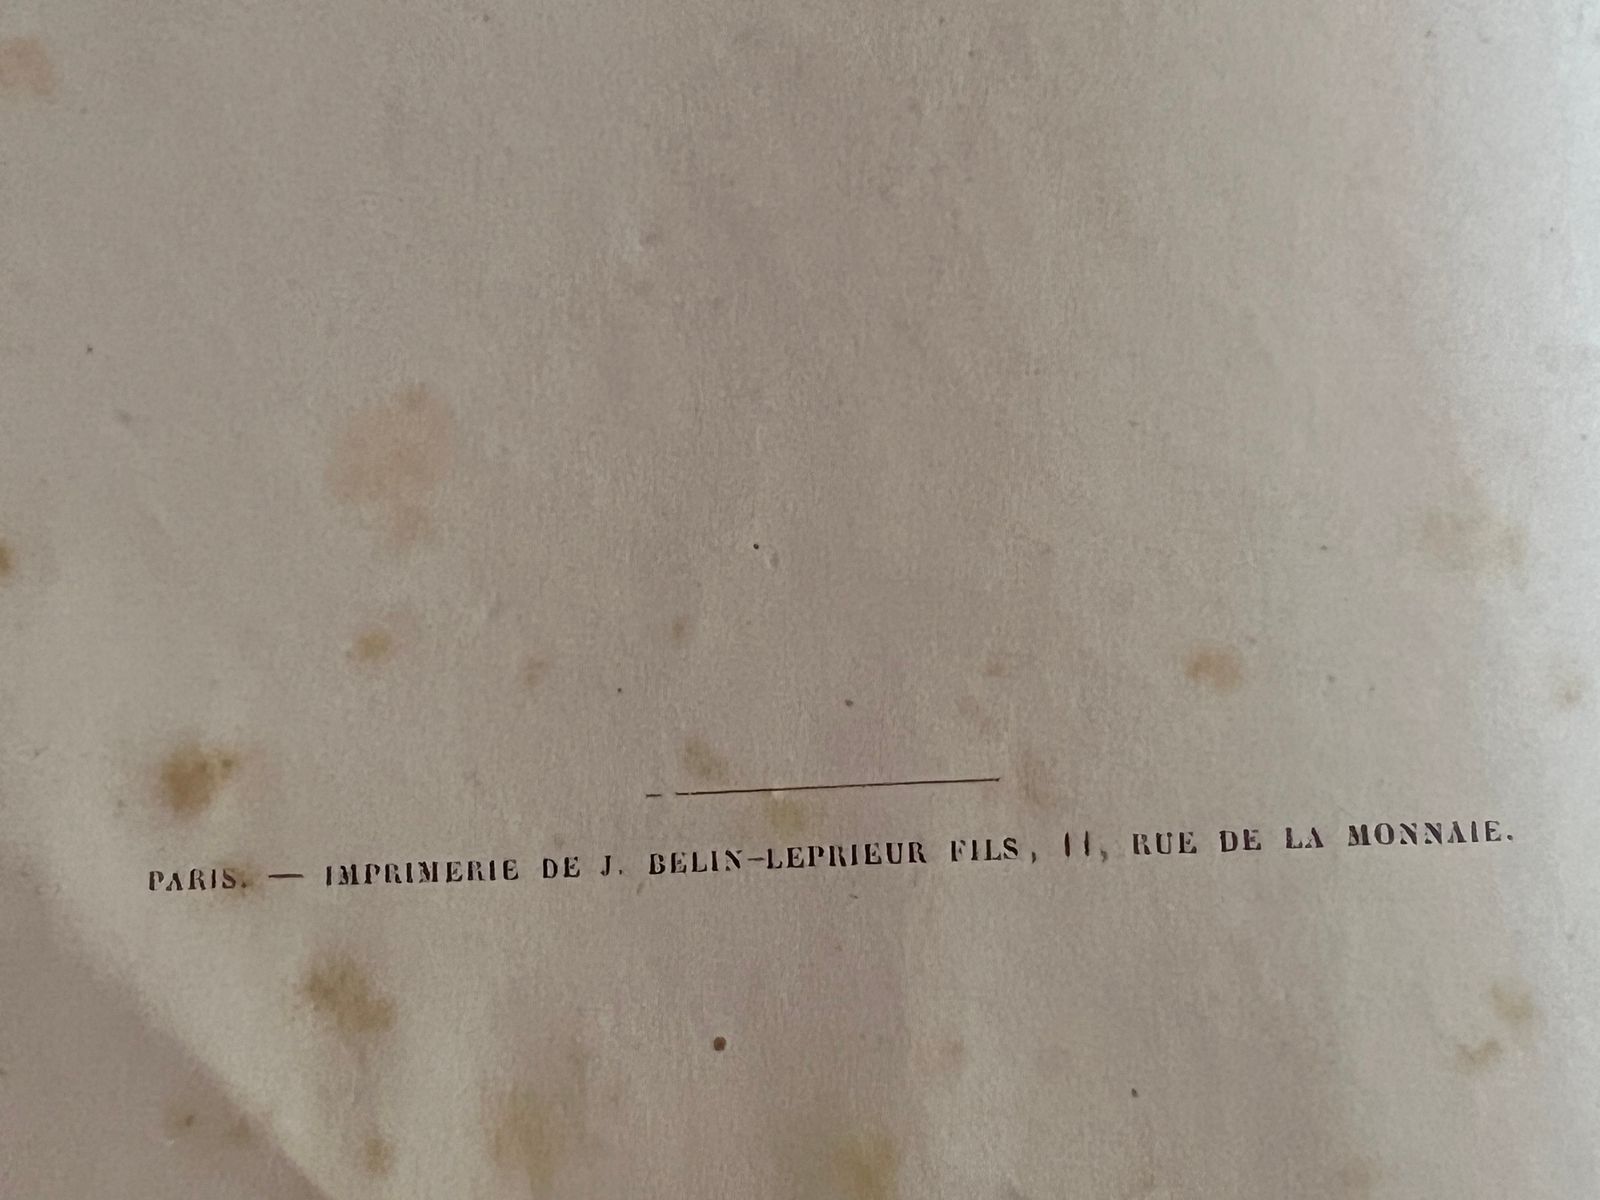 PARIS. — IMPRIMERIE DE J. BELIN-LEPRIEUR FILS, 11, RUE DE LA MONNAIE.